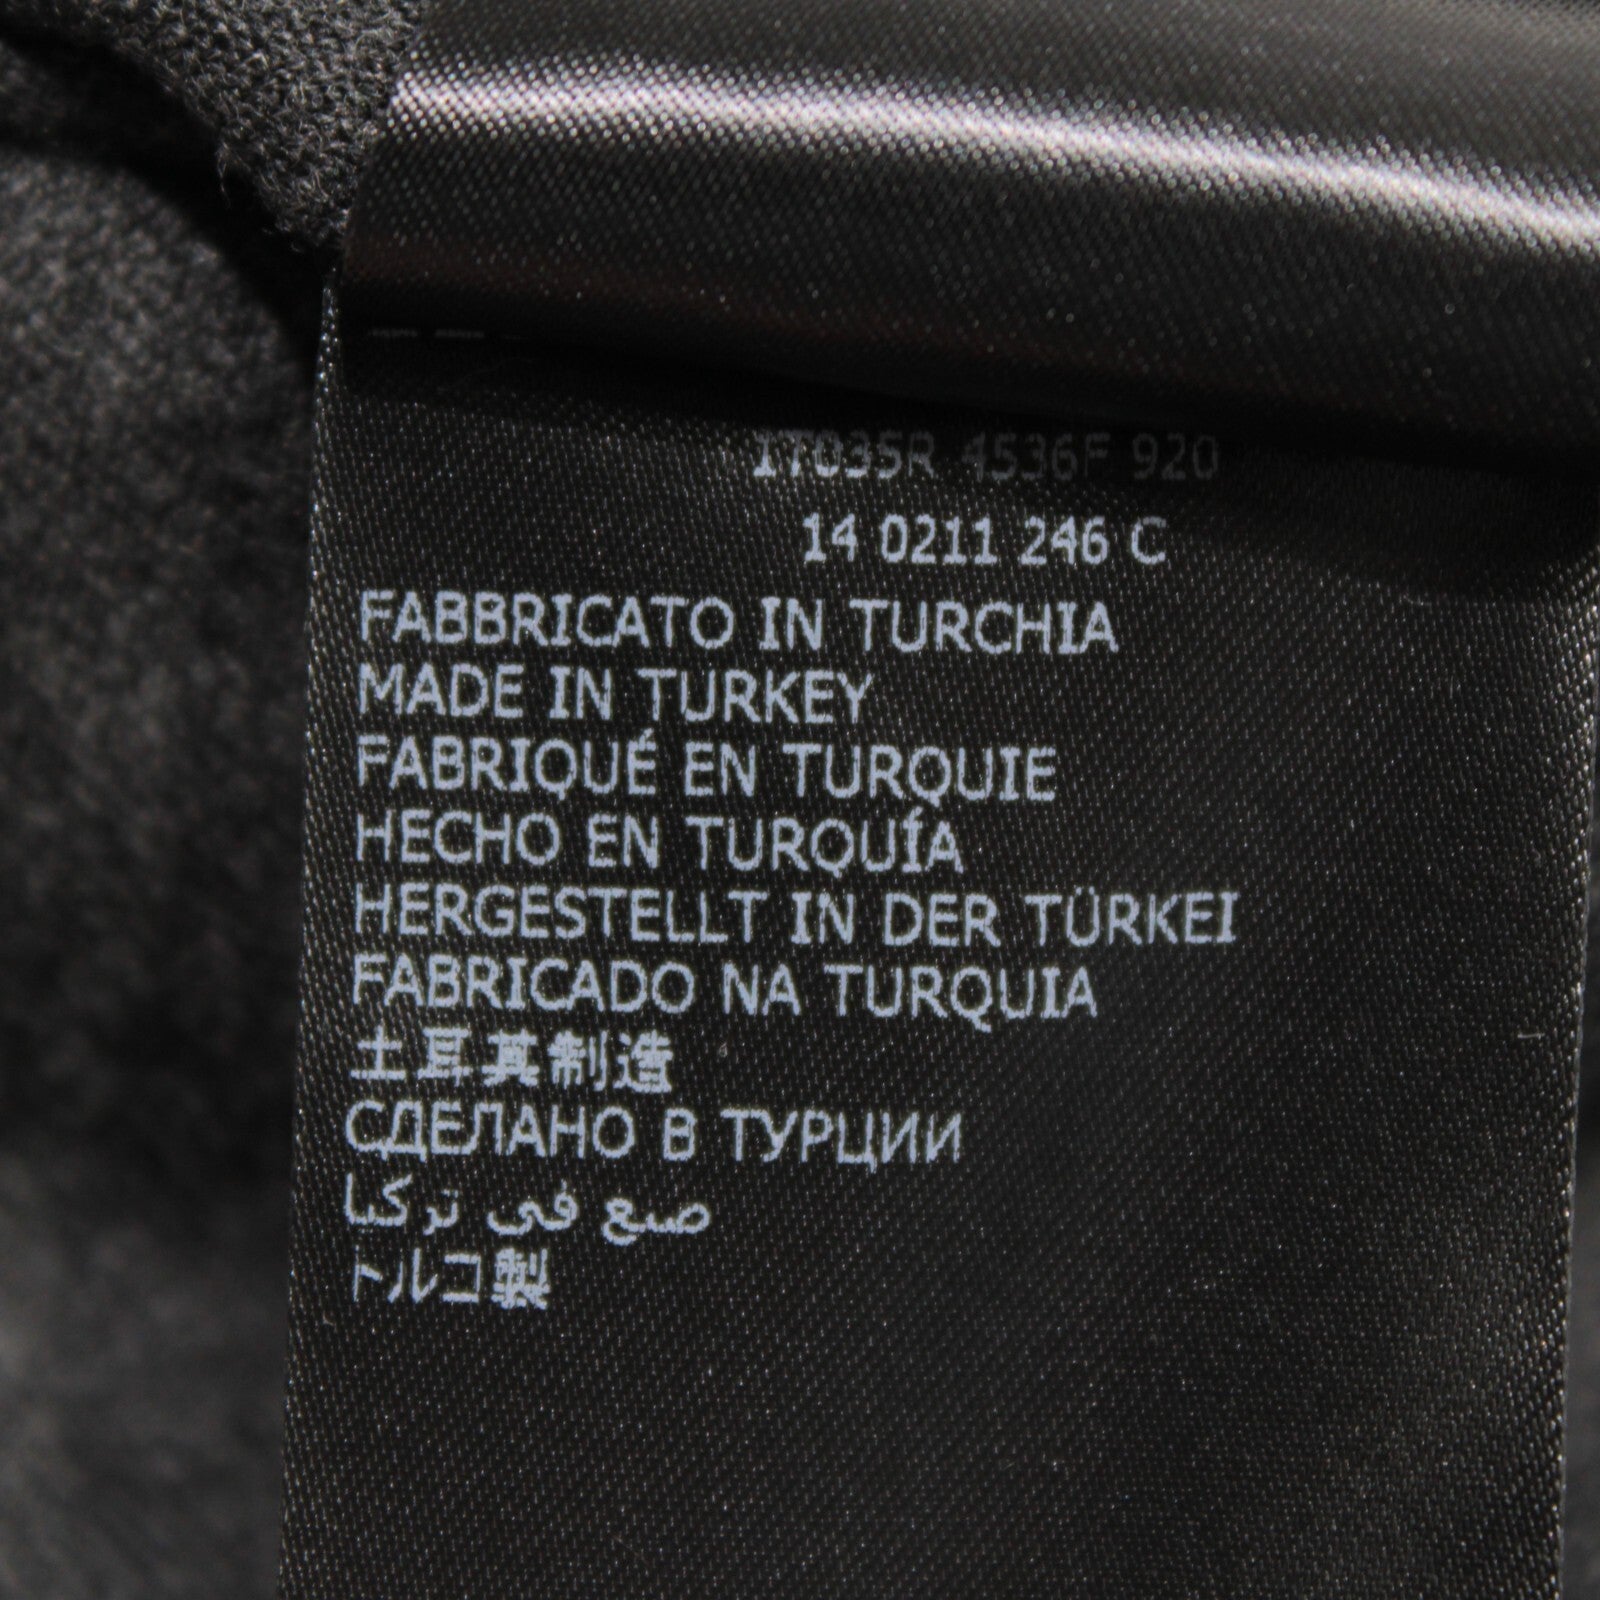 17035R 4536F 920
14 0211 246 C
FABBRICATO IN TURCHIA
MADE IN TURKEY
FABRIQUÉ EN TURQUIE
HECHO EN TURQUÍA
HERGESTELLT IN DER TÜRKEI
FABRICADO NA TURQUIA
土耳其制造
СДЕЛАНО В ТУРЦИИ
صنع في تركيا
トルコ製